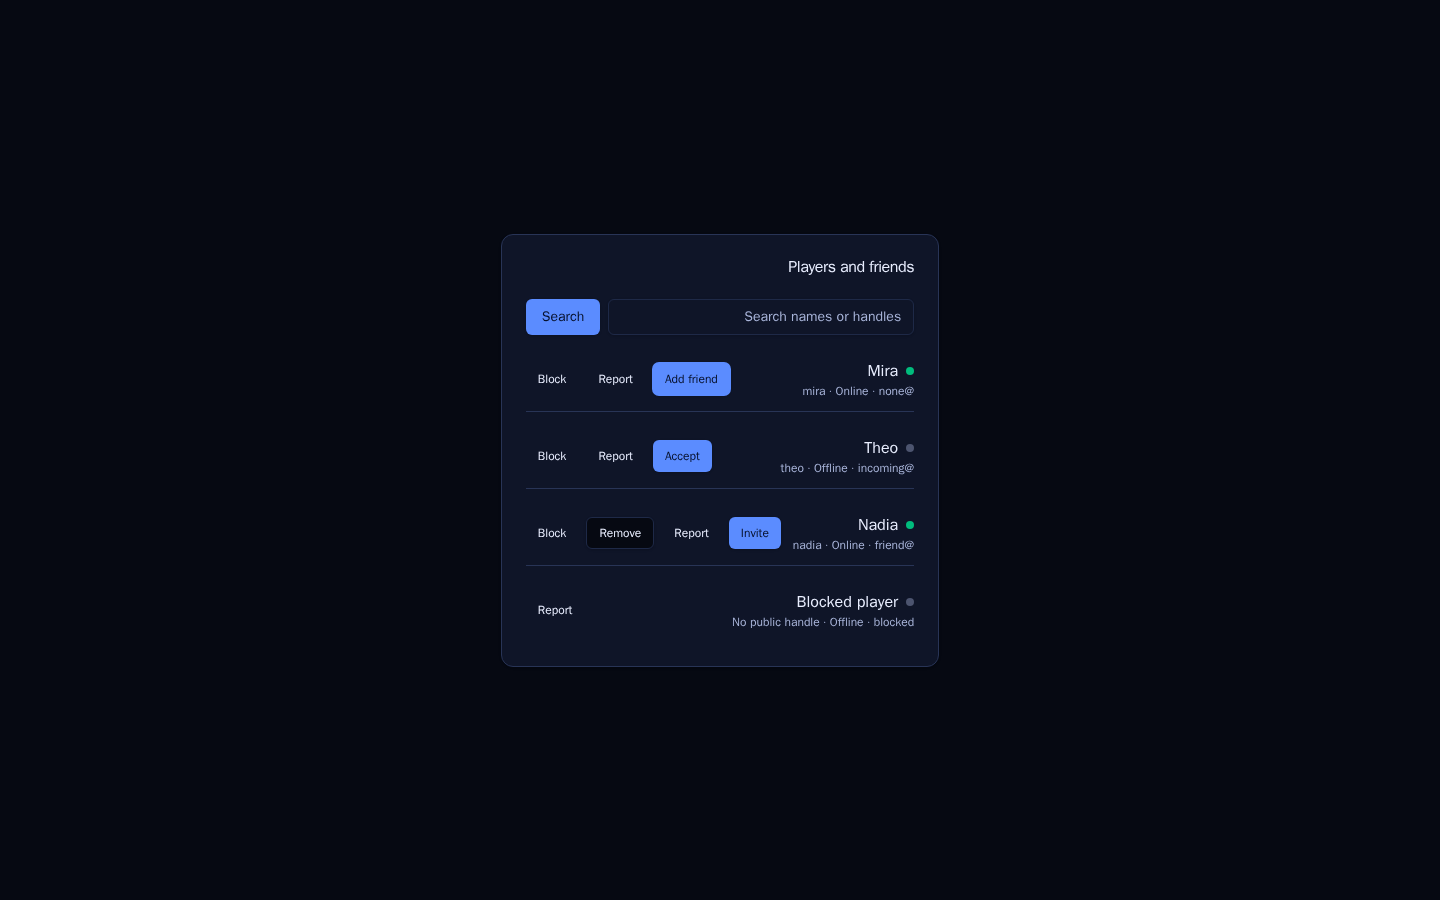 Players and friends
Search names or handles
Search
Mira
mira · Online · none@
Add friend
Report
Block
Theo
theo · Offline · incoming@
Accept
Report
Block
Nadia
nadia · Online · friend@
Invite
Report
Remove
Block
Blocked player
No public handle · Offline · blocked
Report